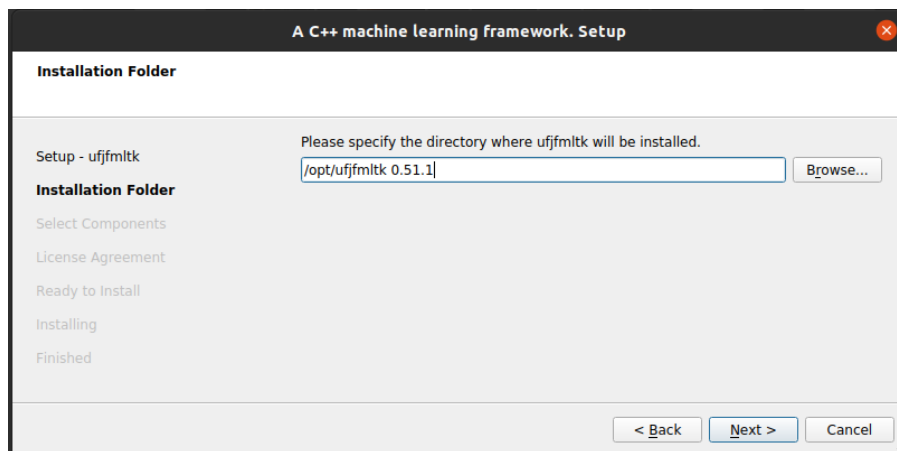 A C++ machine learning framework. Setup
Installation Folder
Setup - ufjfmltk
Installation Folder
Select Components
License Agreement
Ready to Install
Installing
Finished
Please specify the directory where ufjfmltk will be installed.
/opt/ufjfmltk 0.51.1
Browse...
< Back
Next >
Cancel